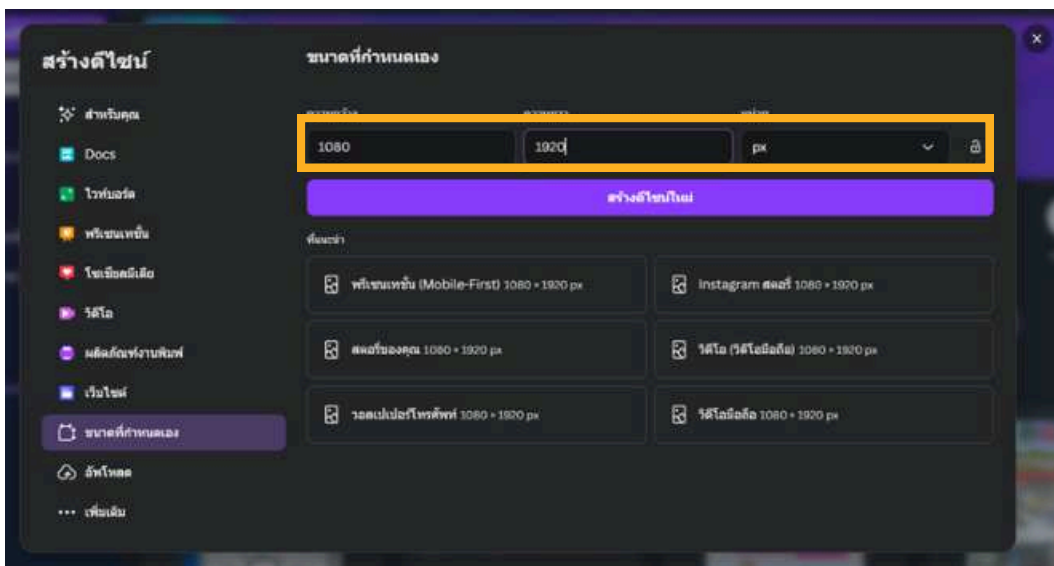 สร้างดีไซน์
ขนาดที่กำหนดเอง
สำหรับคุณ
Docs
ไวท์บอร์ด
พรีเซนเทชั่น
โซเชียลมีเดีย
วิดีโอ
ผลิตภัณฑ์งานพิมพ์
เว็บไซต์
ขนาดที่กำหนดเอง
อัพโหลด
เพิ่มเติม
1080
1920
px
สร้างดีไซน์ใหม่
ที่แนะนำ
พรีเซนเทชั่น (Mobile-First) 1080 × 1920 px
Instagram สตอรี่ 1080 × 1920 px
สตอรี่ของคุณ 1080 × 1920 px
วิดีโอ (วิดีโอมือถือ) 1080 × 1920 px
วอลเปเปอร์โทรศัพท์ 1080 × 1920 px
วิดีโอมือถือ 1080 × 1920 px